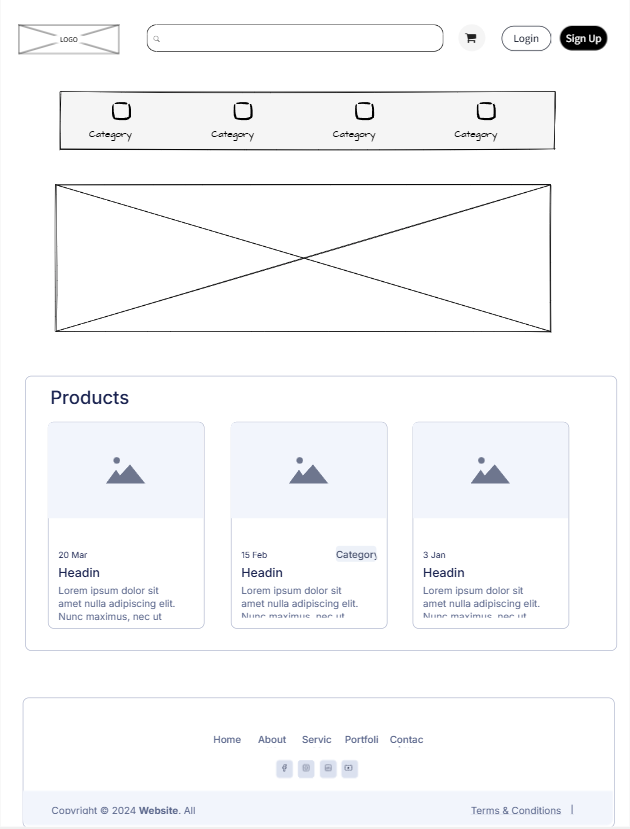 LOGO
Login
Sign Up
Category Category Category Category
Products
20 Mar
Headin
Lorem ipsum dolor sit
amet nulla adipiscing elit.
Nunc maximus, nec ut
15 Feb Category
Headin
Lorem ipsum dolor sit
amet nulla adipiscing elit.
Nunc maximus, nec ut
3 Jan
Headin
Lorem ipsum dolor sit
amet nulla adipiscing elit.
Nunc maximus, nec ut
Home About Servic Portfoli Contac
Copyright © 2024 Website. All
Terms & Conditions |